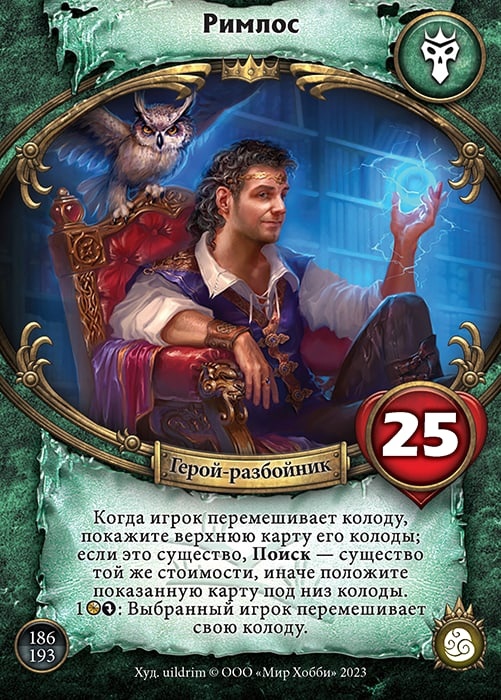 Римлос
25
Герой-разбойник
Когда игрок перемешивает колоду,
покажите верхнюю карту его колоды;
если это существо, Поиск — существо
той же стоимости, иначе положите
показанную карту под низ колоды.
1: Выбранный игрок перемешивает
свою колоду.
186
193
Худ. uildrim © ООО «Мир Хобби» 2023